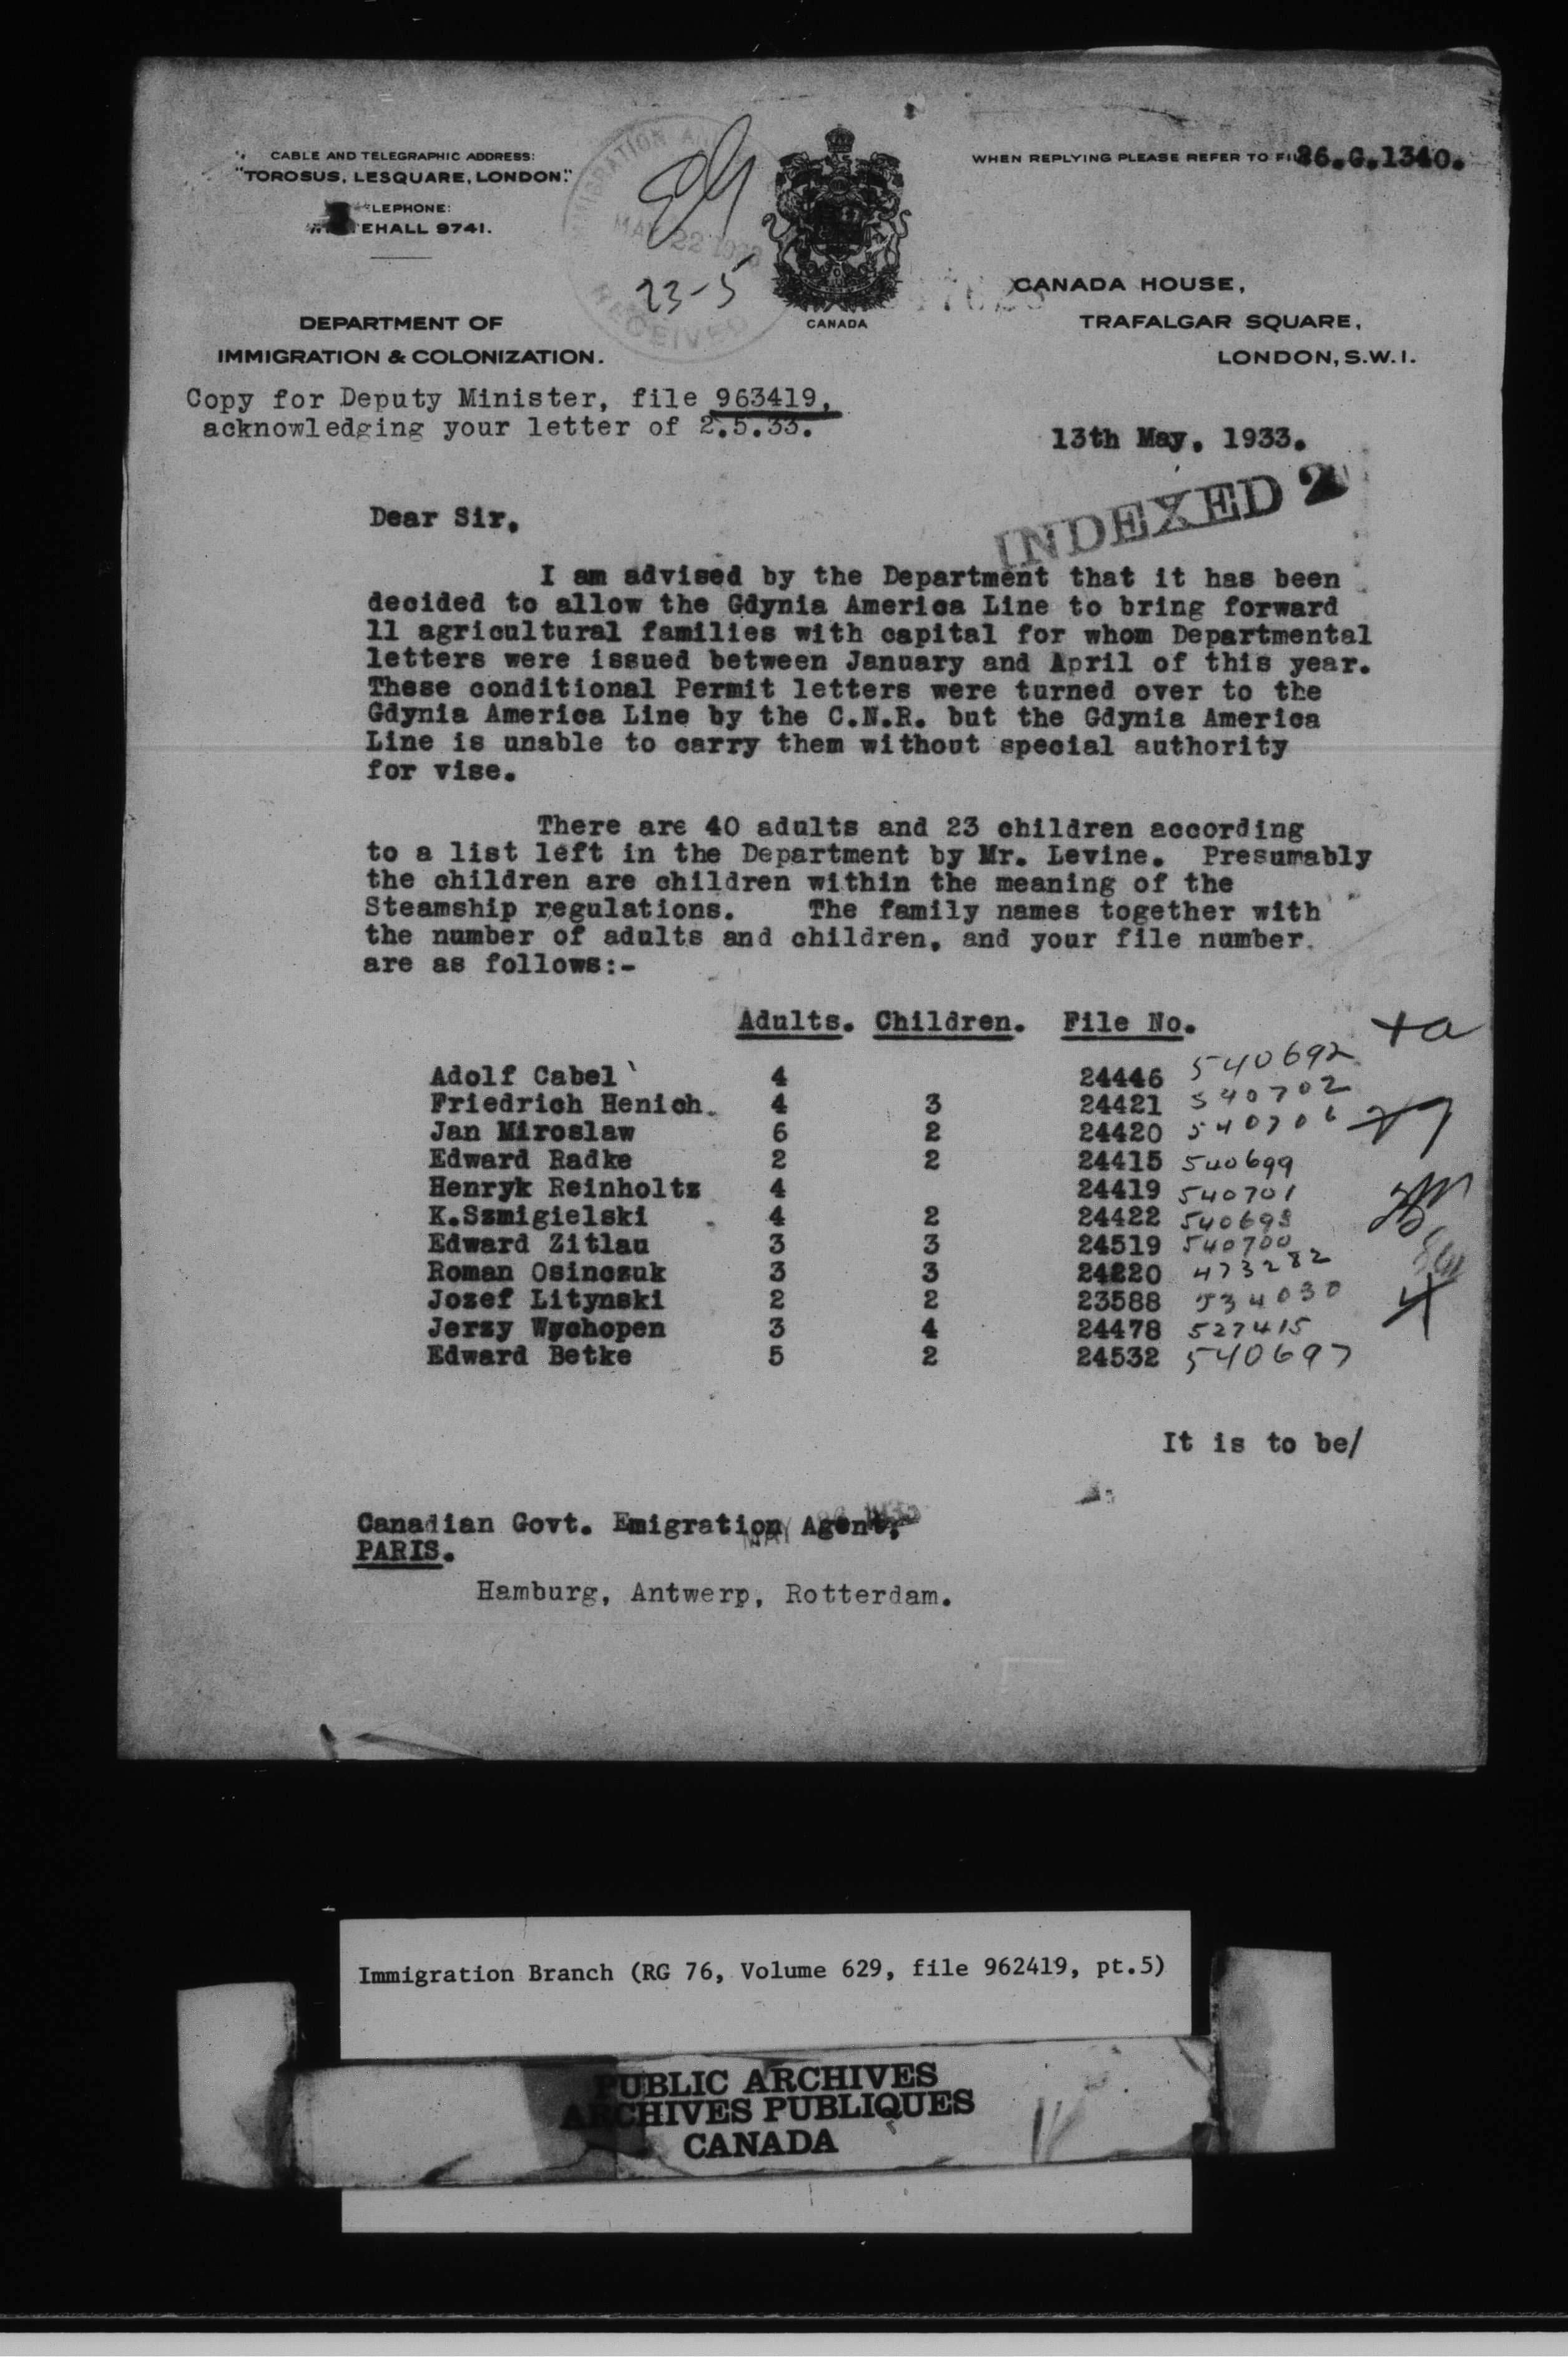 CABLE AND TELEGRAPHIC ADDRESS:
"TOROSUS, LESQUARE, LONDON."
LEPHONE:
EHALL 9741.
DEPARTMENT OF
IMMIGRATION & COLONIZATION.
IMMIGRATION
MAY 22 1933
RECEIVED
23-5
CANADA
WHEN REPLYING PLEASE REFER TO FILE 36.G.1340.
CANADA HOUSE,
TRAFALGAR SQUARE,
LONDON, S.W.1.
Copy for Deputy Minister, file 963419,
acknowledging your letter of 2.5.33.
13th May, 1933.
INDEXED 2
Dear Sir,
I am advised by the Department that it has been
decided to allow the Gdynia America Line to bring forward
11 agricultural families with capital for whom Departmental
letters were issued between January and April of this year.
These conditional Permit letters were turned over to the
Gdynia America Line by the C.N.R. but the Gdynia America
Line is unable to carry them without special authority
for vise.
There are 40 adults and 23 children according
to a list left in the Department by Mr. Levine. Presumably
the children are children within the meaning of the
Steamship regulations. The family names together with
the number of adults and children, and your file number
are as follows:-
Adults. Children. File No.
Adolf Cabel 4 24446 540692
Friedrich Henich. 4 3 24421 540702
Jan Miroslaw 6 2 24420 540706
Edward Radke 2 2 24415 540699
Henryk Reinholtz 4 24419 540701
K.Szmigielski 4 2 24422 540698
Edward Zitlau 3 3 24519 540700
Roman Osinczuk 3 3 24220 473282
Jozef Litynski 2 2 23588 534030
Jerzy Wychopen 3 4 24478 527415
Edward Betke 5 2 24532 540697
It is to be/
Canadian Govt. Emigration Agent,
PARIS.
Hamburg, Antwerp, Rotterdam.
Immigration Branch (RG 76, Volume 629, file 962419, pt.5)
PUBLIC ARCHIVES
ARCHIVES PUBLIQUES
CANADA